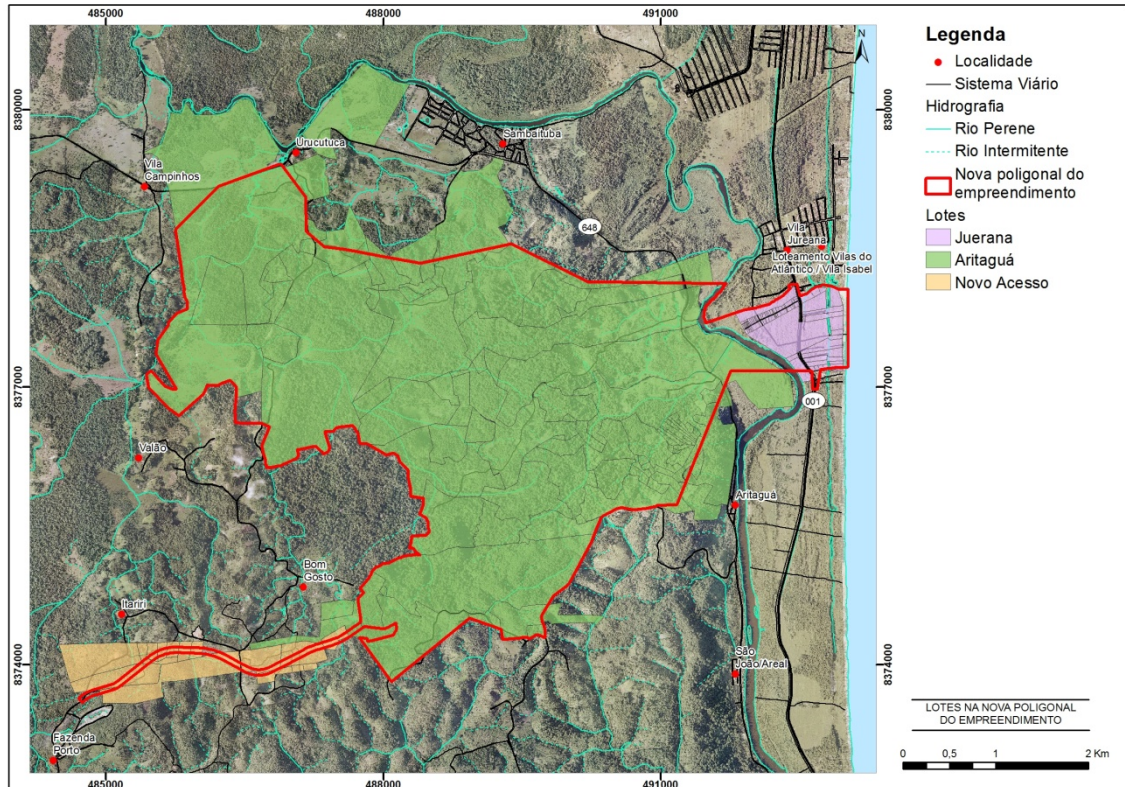 485000
488000
491000
8380000
8377000
8374000
8380000
8377000
8374000
485000
488000
491000
N
Sambaituba
Urucutuca
Vila
Campinhos
648
Vila
Jureana
Loteamento Vilas do
Atlântico / Vila Isabel
001
Valão
Aritaguá
Bom
Gosto
Itariri
São
João/Areal
Fazenda
Porto
Legenda
Localidade
Sistema Viário
Hidrografia
Rio Perene
Rio Intermitente
Nova poligonal do
empreendimento
Lotes
Juerana
Aritaguá
Novo Acesso
LOTES NA NOVA POLIGONAL
DO EMPREENDIMENTO
0 0,5 1 2 Km